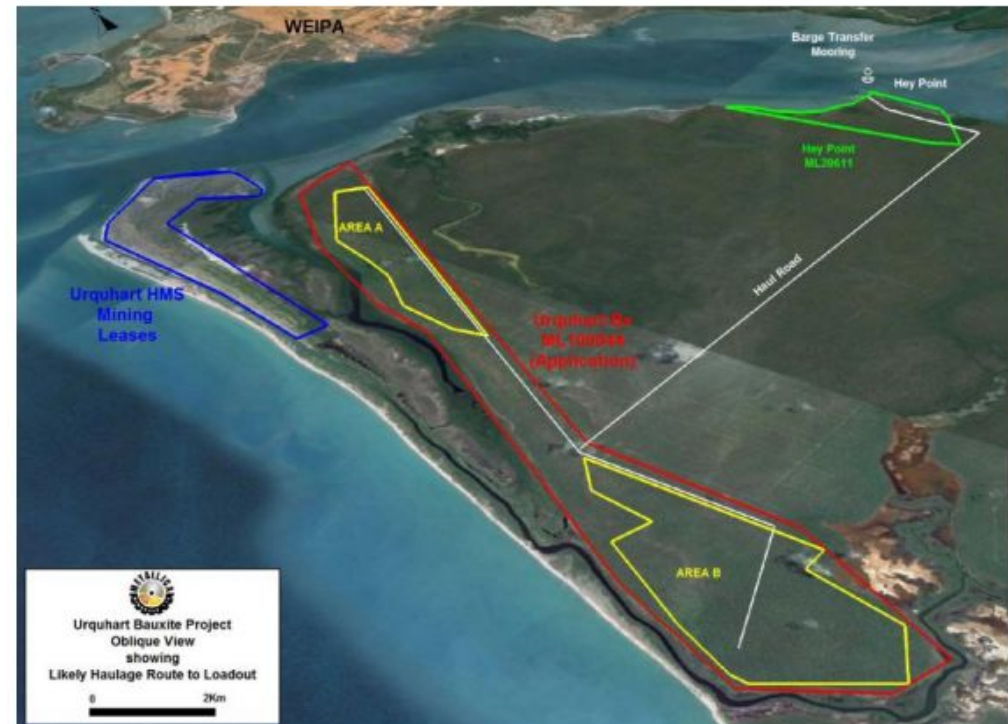 WEIPA
Barge Transfer
Mooring
Hey Point
Hey Point
ML20611
AREA A
Haul Road
Urquhart HMS
Mining
Leases
Urquhart Bx
(Application)
AREA B
METALLICA
Urquhart Bauxite Project
Oblique View
showing
Likely Haulage Route to Loadout
0 2Km